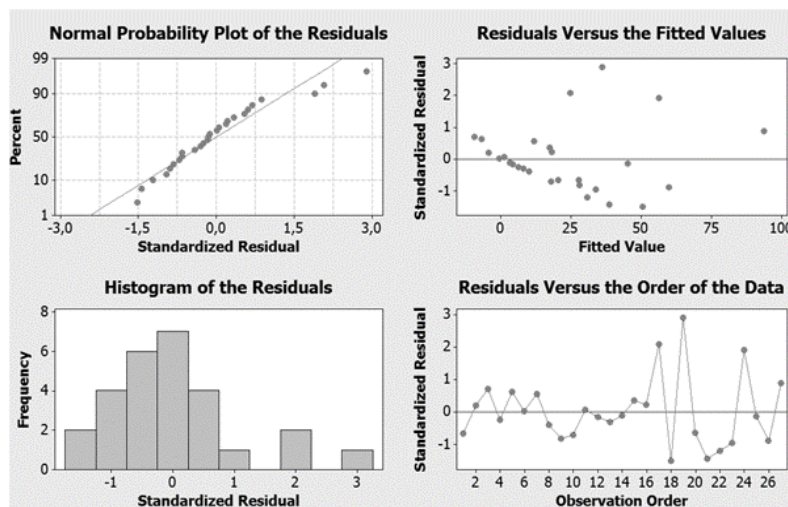 Normal Probability Plot of the Residuals
99
90
50
10
1
Percent
-3,0 -1,5 0,0 1,5 3,0
Standardized Residual
Residuals Versus the Fitted Values
3
2
1
0
-1
Standardized Residual
0 25 50 75 100
Fitted Value
Histogram of the Residuals
8
6
4
2
0
Frequency
-1 0 1 2 3
Standardized Residual
Residuals Versus the Order of the Data
3
2
1
0
-1
Standardized Residual
2 4 6 8 10 12 14 16 18 20 22 24 26
Observation Order